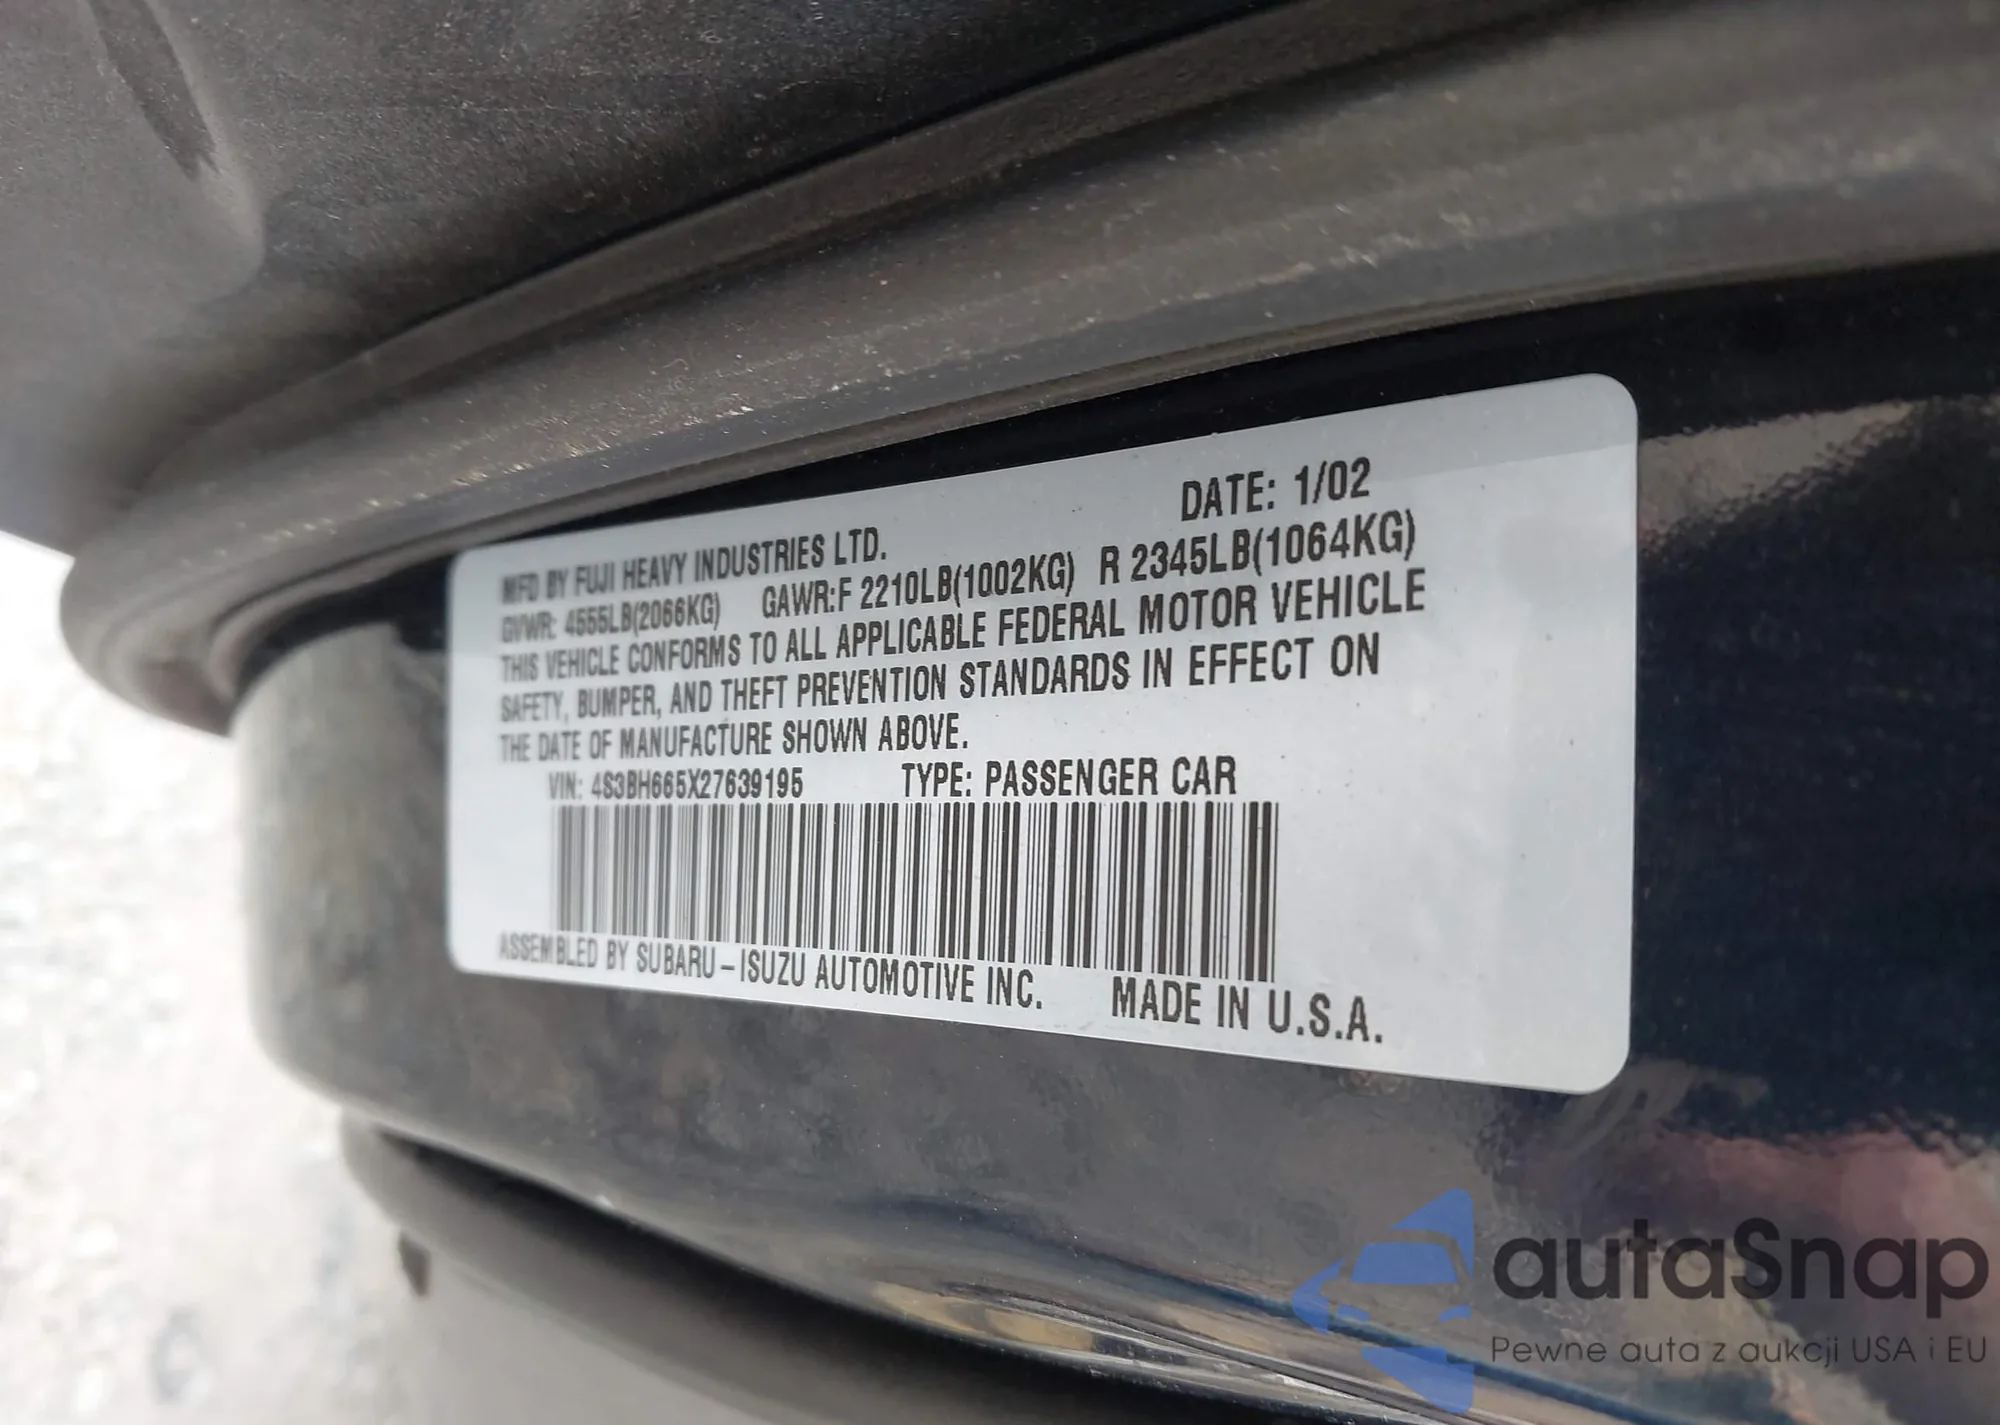 MFD BY FUJI HEAVY INDUSTRIES LTD. DATE: 1/02
GVWR: 4555LB(2066KG) GAWR:F 2210LB(1002KG) R 2345LB(1064KG)
THIS VEHICLE CONFORMS TO ALL APPLICABLE FEDERAL MOTOR VEHICLE
SAFETY, BUMPER, AND THEFT PREVENTION STANDARDS IN EFFECT ON
THE DATE OF MANUFACTURE SHOWN ABOVE.
VIN: 4S3BH665X27639195 TYPE: PASSENGER CAR
ASSEMBLED BY SUBARU-ISUZU AUTOMOTIVE INC. MADE IN U.S.A.
autaSnap
Pewne auta z aukcji USA i EU